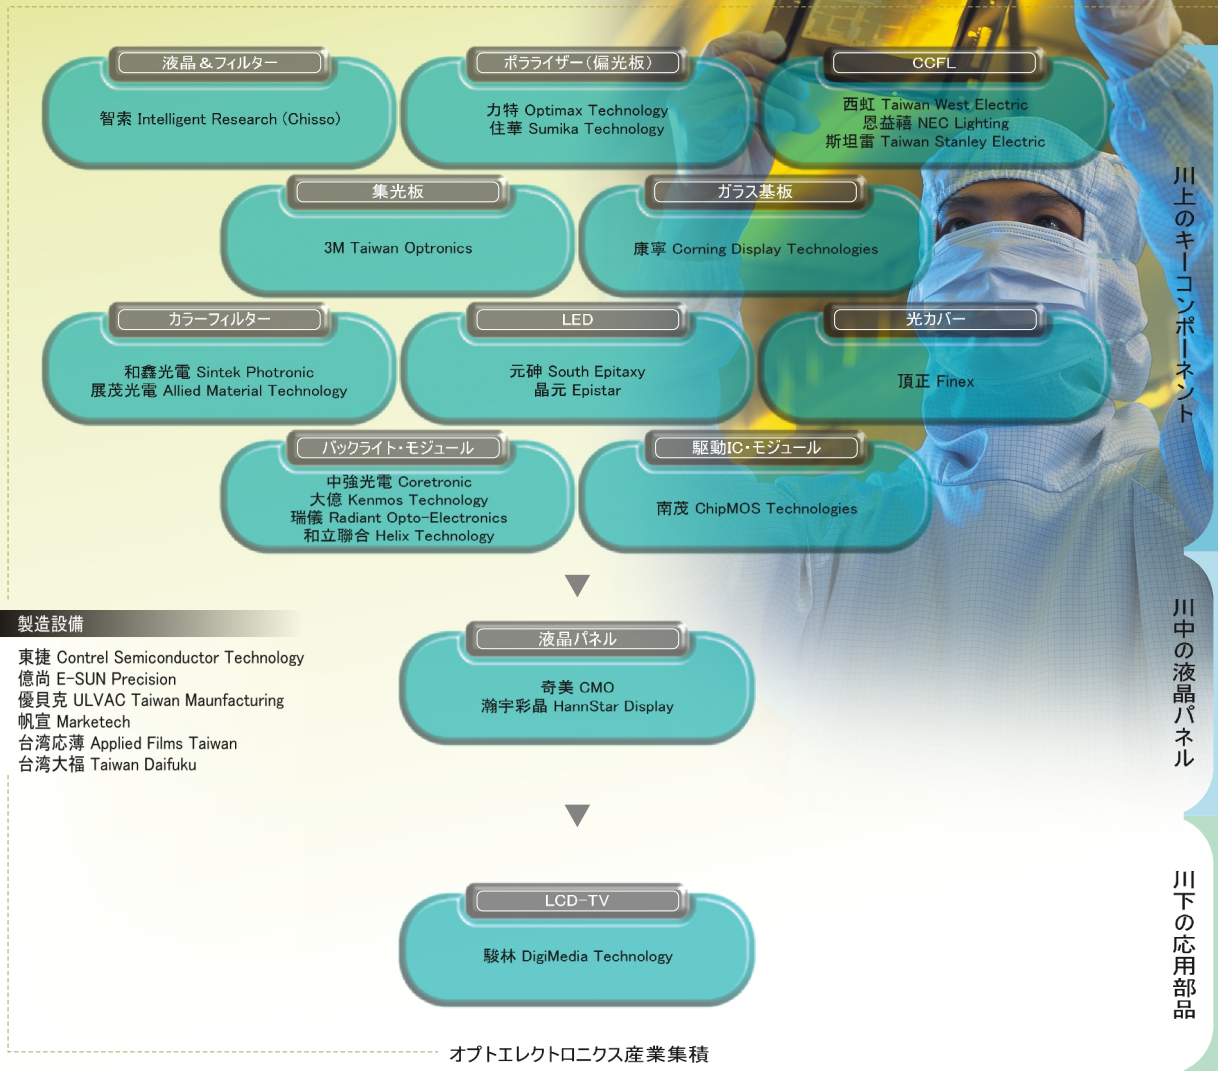 液晶＆フィルター
智索 Intelligent Research (Chisso)
ポラライザー(偏光板)
力特 Optimax Technology
住華 Sumika Technology
CCFL
西虹 Taiwan West Electric
恩益禧 NEC Lighting
斯坦雷 Taiwan Stanley Electric
集光板
3M Taiwan Optronics
ガラス基板
康寧 Corning Display Technologies
カラーフィルター
和鑫光電 Sintek Photronic
展茂光電 Allied Material Technology
LED
元砷 South Epitaxy
晶元 Epistar
光カバー
頂正 Finex
バックライト・モジュール
中強光電 Coretronic
大億 Kenmos Technology
瑞儀 Radiant Opto-Electronics
和立聯合 Helix Technology
駆動IC・モジュール
南茂 ChipMOS Technologies
川上のキーコンポーネント
製造設備
東捷 Contrel Semiconductor Technology
億尚 E-SUN Precision
優貝克 ULVAC Taiwan Maunfacturing
帆宣 Marketech
台湾応薄 Applied Films Taiwan
台湾大福 Taiwan Daifuku
液晶パネル
奇美 CMO
瀚宇彩晶 HannStar Display
川中の液晶パネル
LCD-TV
駿林 DigiMedia Technology
川下の応用部品
オプトエレクトロニクス産業集積